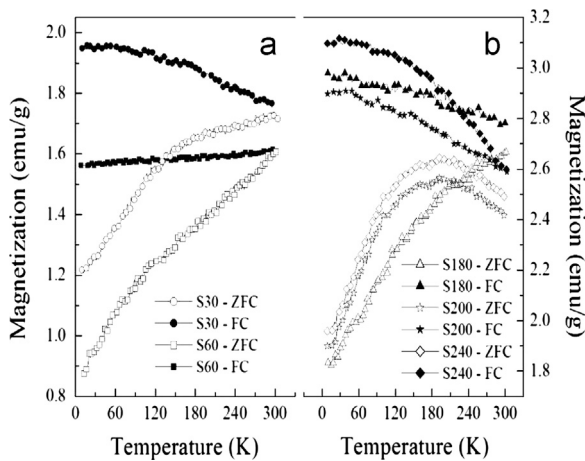 a
b
2.0
1.8
1.6
1.4
1.2
1.0
0.8
3.2
3.0
2.8
2.6
2.4
2.2
2.0
1.8
Magnetization (emu/g)
Magnetization (emu/g)
S30 - ZFC
S30 - FC
S60 - ZFC
S60 - FC
S180 - ZFC
S180 - FC
S200 - ZFC
S200 - FC
S240 - ZFC
S240 - FC
0 60 120 180 240 300
0 60 120 180 240 300
Temperature (K)
Temperature (K)